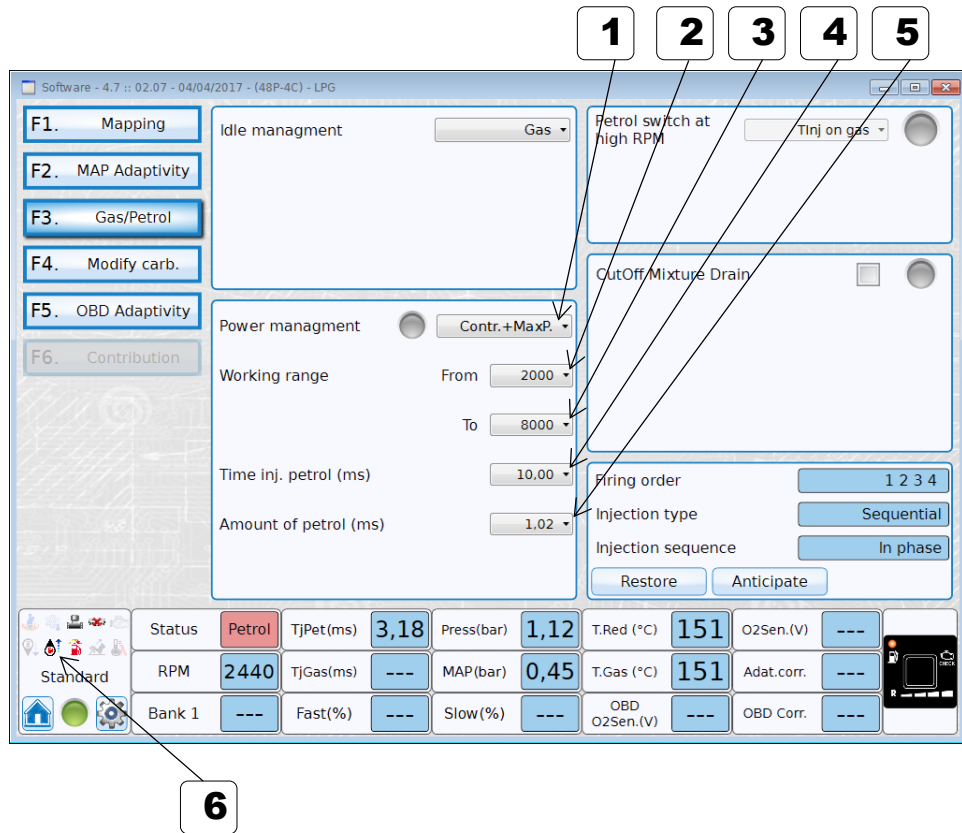 1 2 3 4 5
Software - 4.7 :: 02.07 - 04/04/2017 - (48P-4C) - LPG
F1. Mapping
F2. MAP Adaptivity
F3. Gas/Petrol
F4. Modify carb.
F5. OBD Adaptivity
F6. Contribution
Idle managment Gas
Power managment Contr.+MaxP.
Working range From 2000
To 8000
Time inj. petrol (ms) 10,00
Amount of petrol (ms) 1,02
Petrol switch at
high RPM
TInj on gas
CutOff Mixture Drain
Firing order 1 2 3 4
Injection type Sequential
Injection sequence In phase
Restore Anticipate
Standard
Status Petrol TjPet(ms) 3,18 Press(bar) 1,12 T.Red (°C) 151 O2Sen.(V) ---
RPM 2440 TjGas(ms) --- MAP(bar) 0,45 T.Gas (°C) 151 Adat.corr. ---
Bank 1 --- Fast(%) --- Slow(%) --- OBD
O2Sen.(V) --- OBD Corr. ---
CHECK
R
6